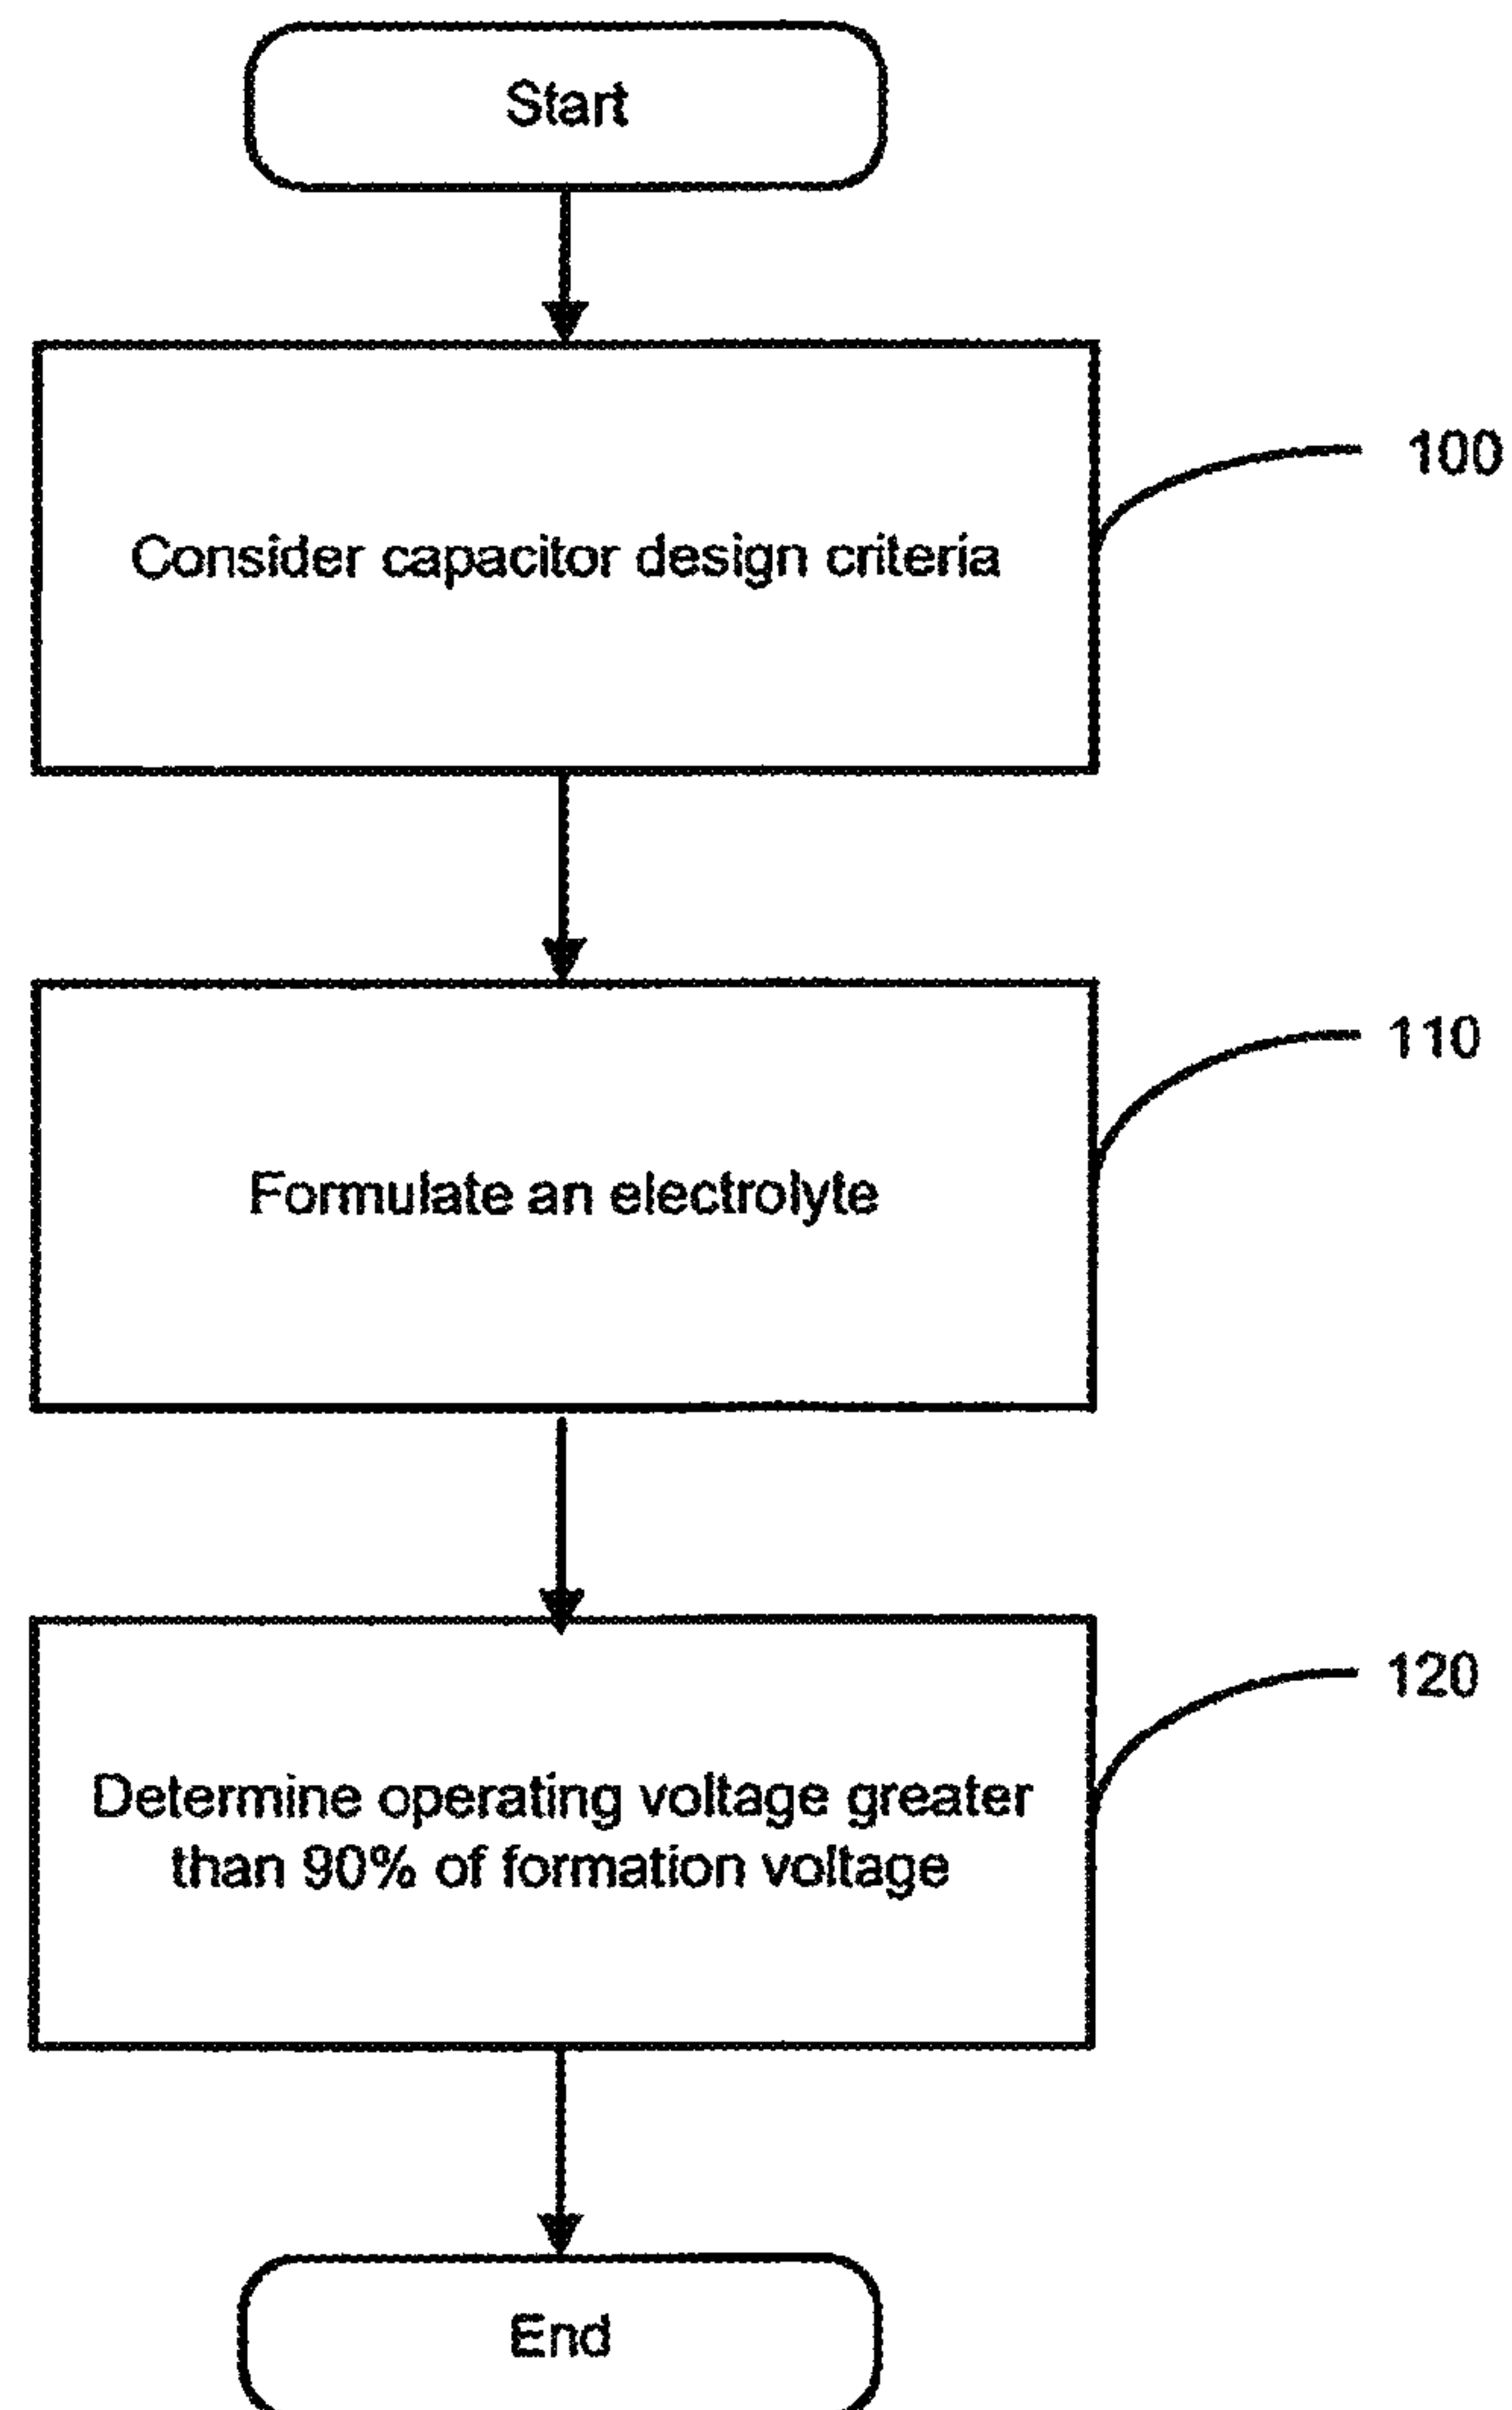 Start
Consider capacitor design criteria
100
Formulate an electrolyte
110
Determine operating voltage greater
than 90% of formation voltage
120
End